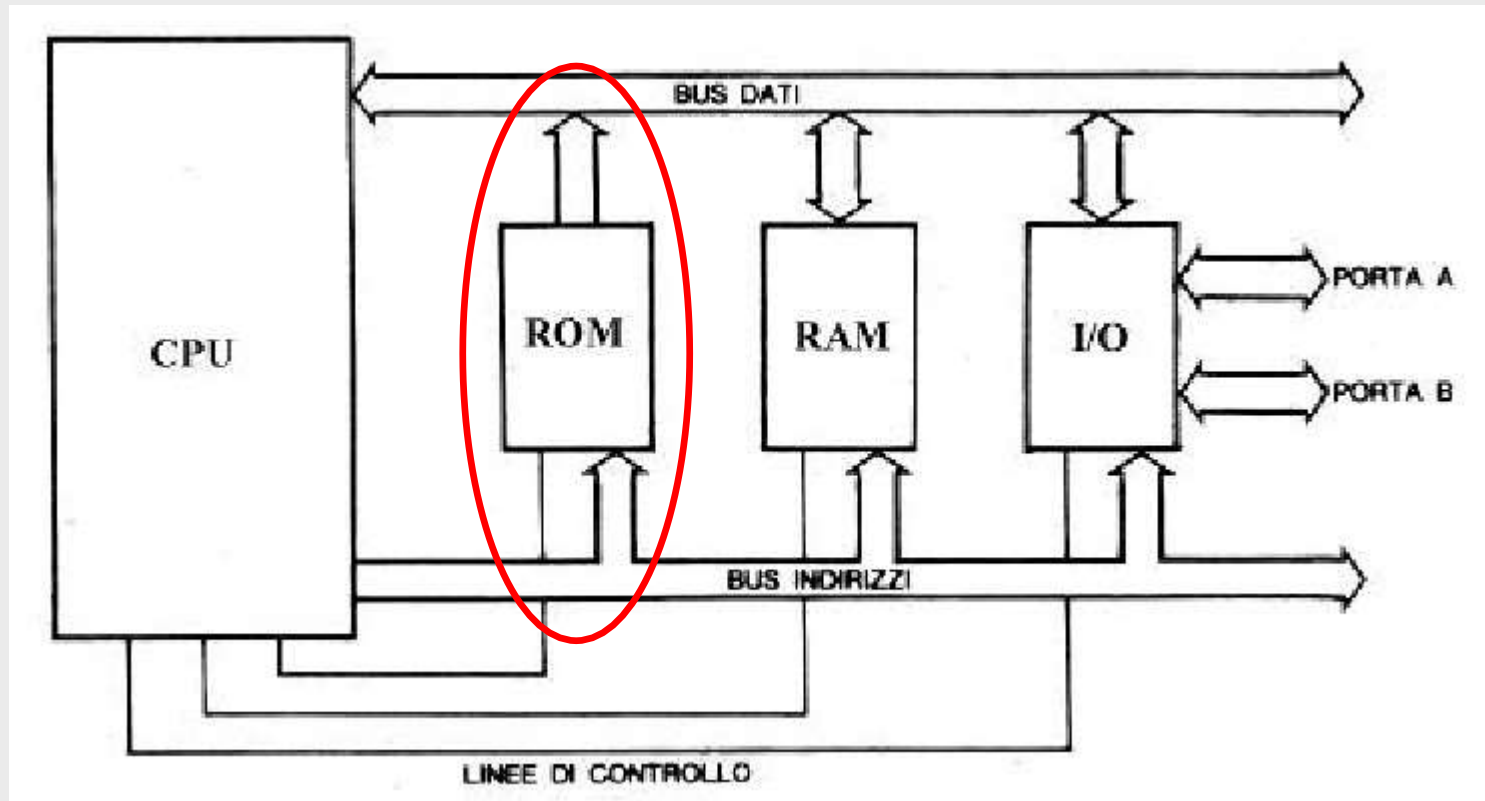 BUS DATI
CPU
ROM
RAM
I/O
PORTA A
PORTA B
BUS INDIRIZZI
LINEE DI CONTROLLO